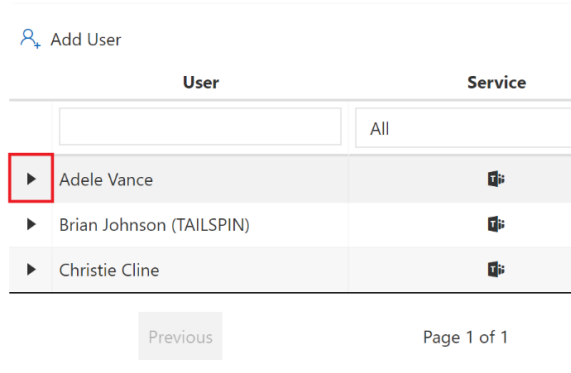 Add User
User Service
All
Adele Vance
Brian Johnson (TAILSPIN)
Christie Cline
Previous Page 1 of 1